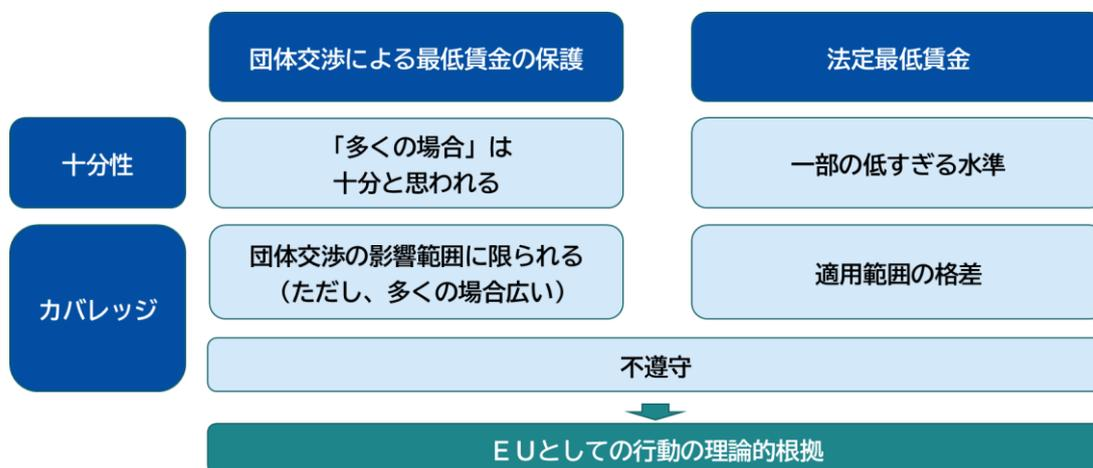 団体交渉による最低賃金の保護
法定最低賃金
十分性
「多くの場合」は
十分と思われる
一部の低すぎる水準
カバレッジ
団体交渉の影響範囲に限られる
（ただし、多くの場合広い）
適用範囲の格差
不遵守
ＥＵとしての行動の理論的根拠